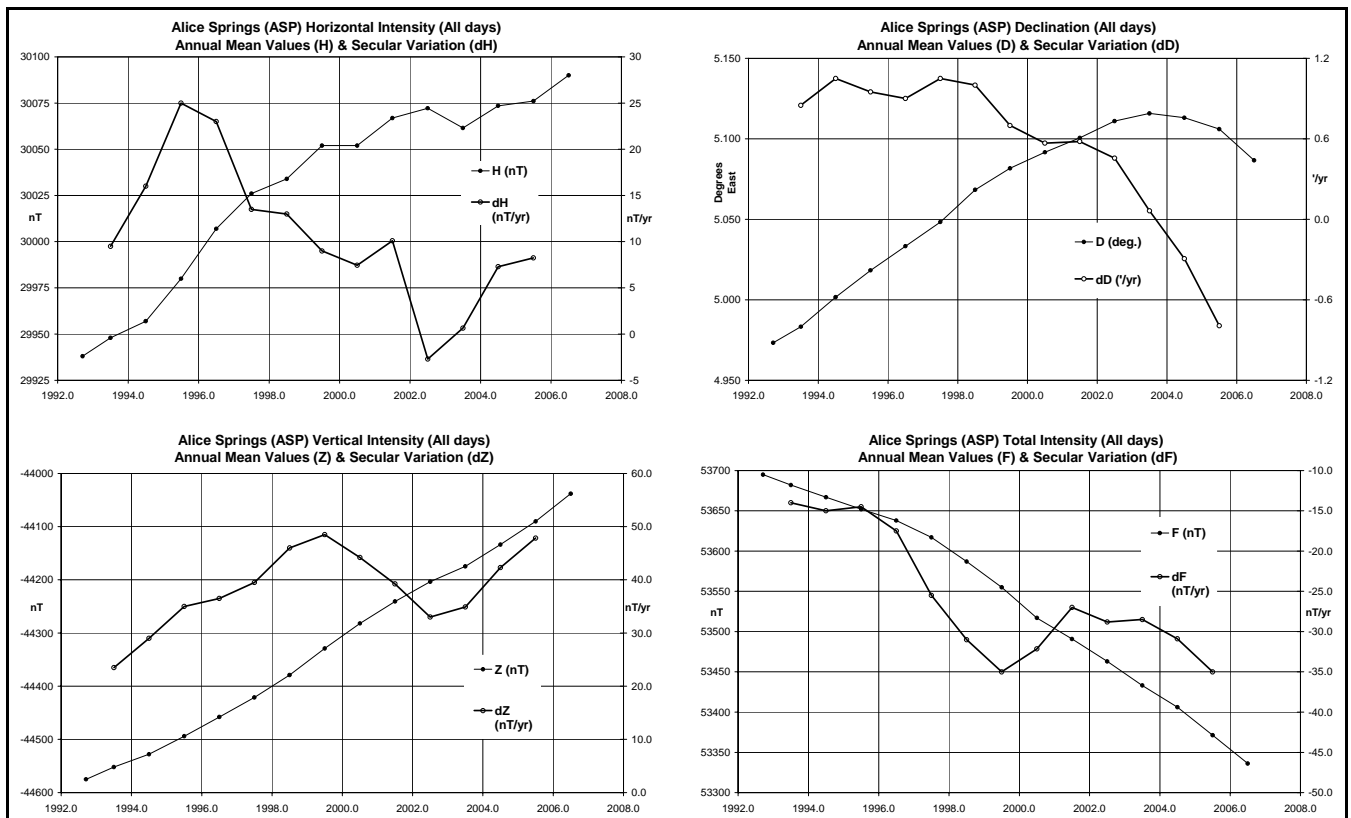 Alice Springs (ASP) Horizontal Intensity (All days)
Annual Mean Values (H) & Secular Variation (dH)
30100
30075
30050
30025
30000
29975
29950
29925
nT
30
25
20
15
10
5
0
-5
nT/yr
H (nT)
dH
(nT/yr)
1992.0 1994.0 1996.0 1998.0 2000.0 2002.0 2004.0 2006.0 2008.0
Alice Springs (ASP) Declination (All days)
Annual Mean Values (D) & Secular Variation (dD)
5.150
5.100
5.050
5.000
4.950
Degrees
East
1.2
0.6
0.0
-0.6
-1.2
'/yr
D (deg.)
dD ('/yr)
1992.0 1994.0 1996.0 1998.0 2000.0 2002.0 2004.0 2006.0 2008.0
Alice Springs (ASP) Vertical Intensity (All days)
Annual Mean Values (Z) & Secular Variation (dZ)
-44000
-44100
-44200
-44300
-44400
-44500
-44600
nT
60.0
50.0
40.0
30.0
20.0
10.0
0.0
nT/yr
Z (nT)
dZ
(nT/yr)
1992.0 1994.0 1996.0 1998.0 2000.0 2002.0 2004.0 2006.0 2008.0
Alice Springs (ASP) Total Intensity (All days)
Annual Mean Values (F) & Secular Variation (dF)
53700
53650
53600
53550
53500
53450
53400
53350
53300
nT
-10.0
-15.0
-20.0
-25.0
-30.0
-35.0
-40.0
-45.0
-50.0
nT/yr
F (nT)
dF
(nT/yr)
1992.0 1994.0 1996.0 1998.0 2000.0 2002.0 2004.0 2006.0 2008.0